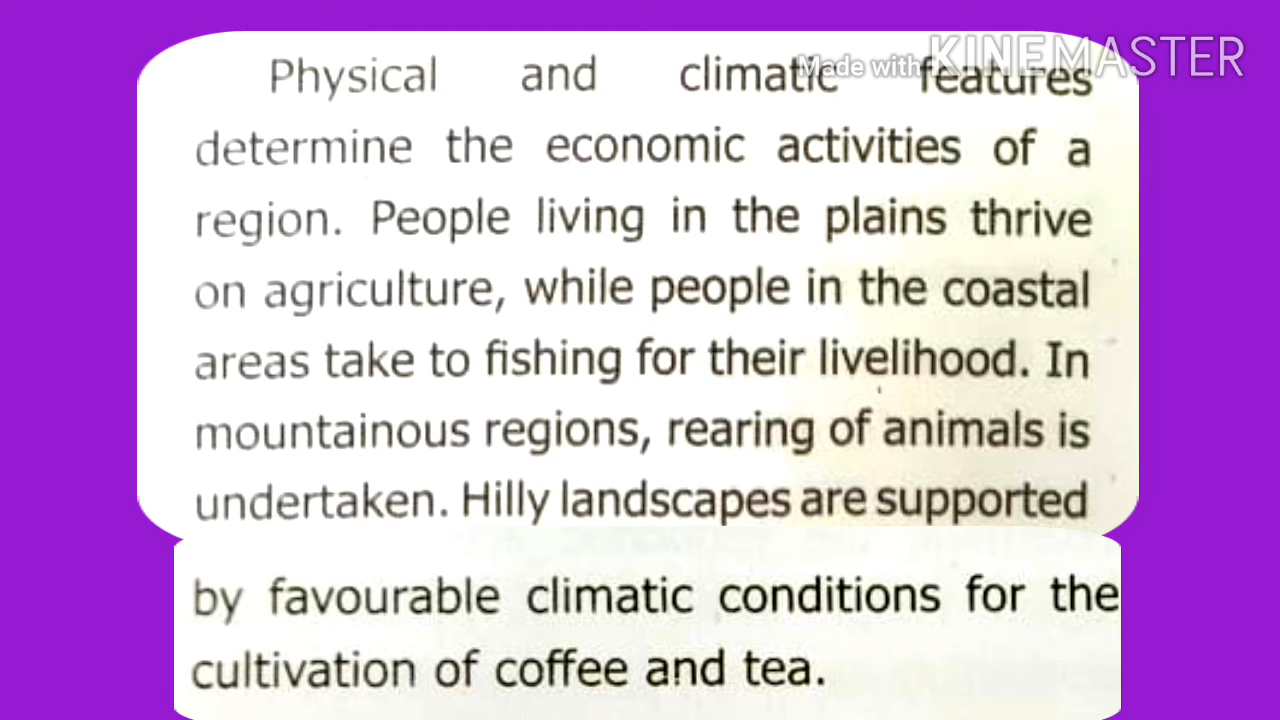 Made with KINEMASTER
Physical and climatic features
determine the economic activities of a
region. People living in the plains thrive
on agriculture, while people in the coastal
areas take to fishing for their livelihood. In
mountainous regions, rearing of animals is
undertaken. Hilly landscapes are supported
by favourable climatic conditions for the
cultivation of coffee and tea.